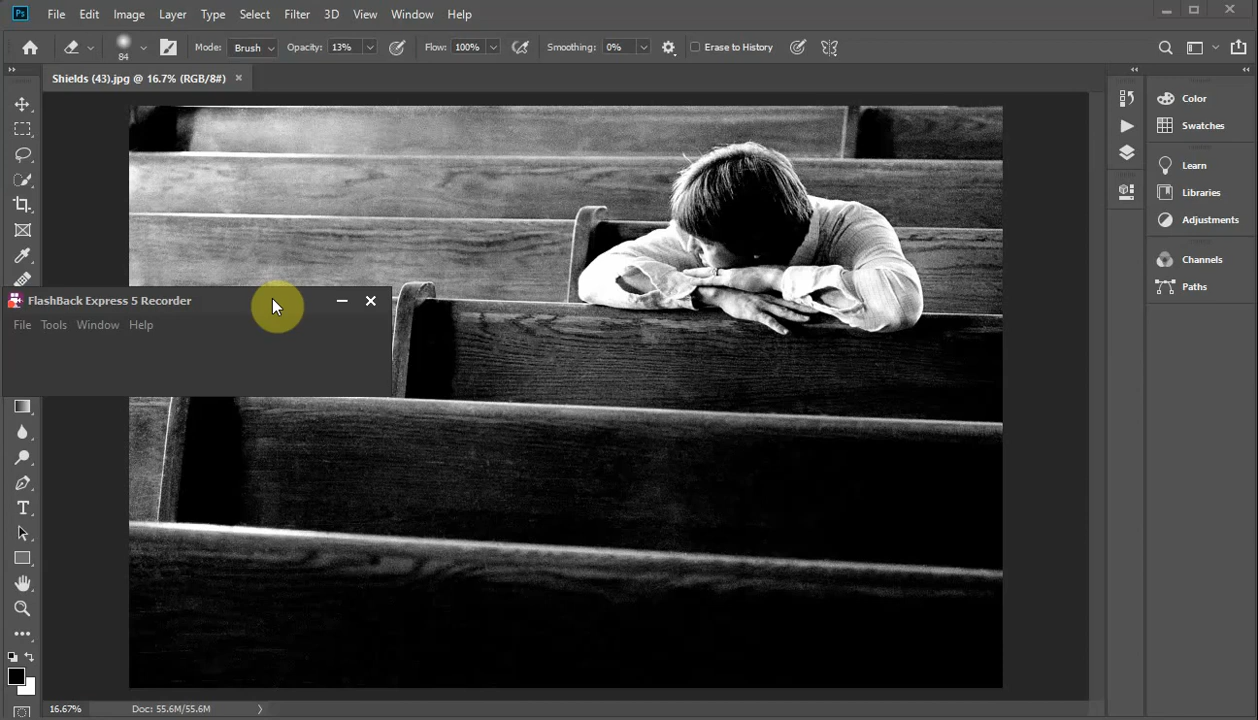 Ps File Edit Image Layer Type Select Filter 3D View Window Help
84 Mode: Brush Opacity: 13% Flow: 100% Smoothing: 0% Erase to History
Shields (43).jpg @ 16.7% (RGB/8#) ×
Color
Swatches
Learn
Libraries
Adjustments
Channels
Paths
FlashBack Express 5 Recorder
File Tools Window Help
T
16.67% Doc: 55.6M/55.6M